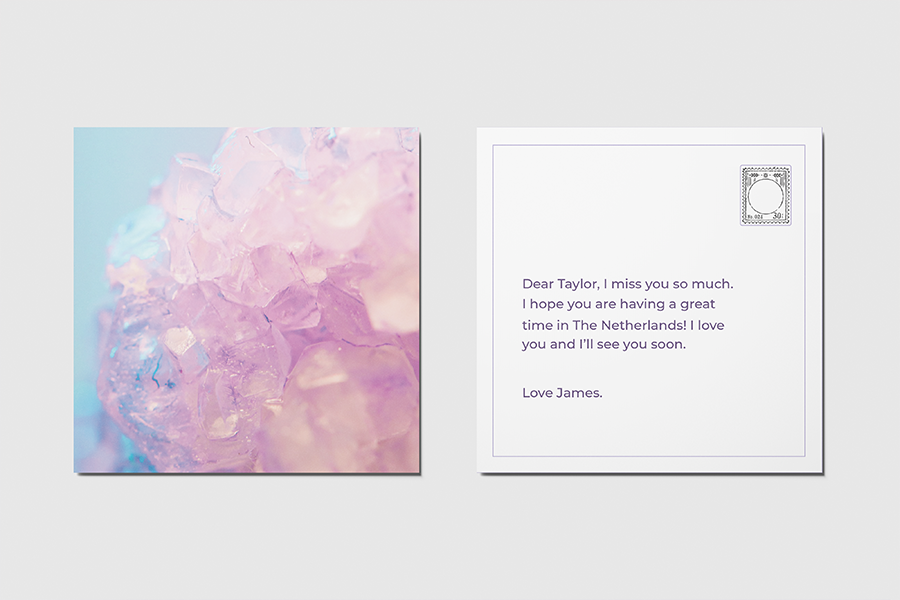 Dear Taylor, I miss you so much.
I hope you are having a great
time in The Netherlands! I love
you and I'll see you soon.
Love James.